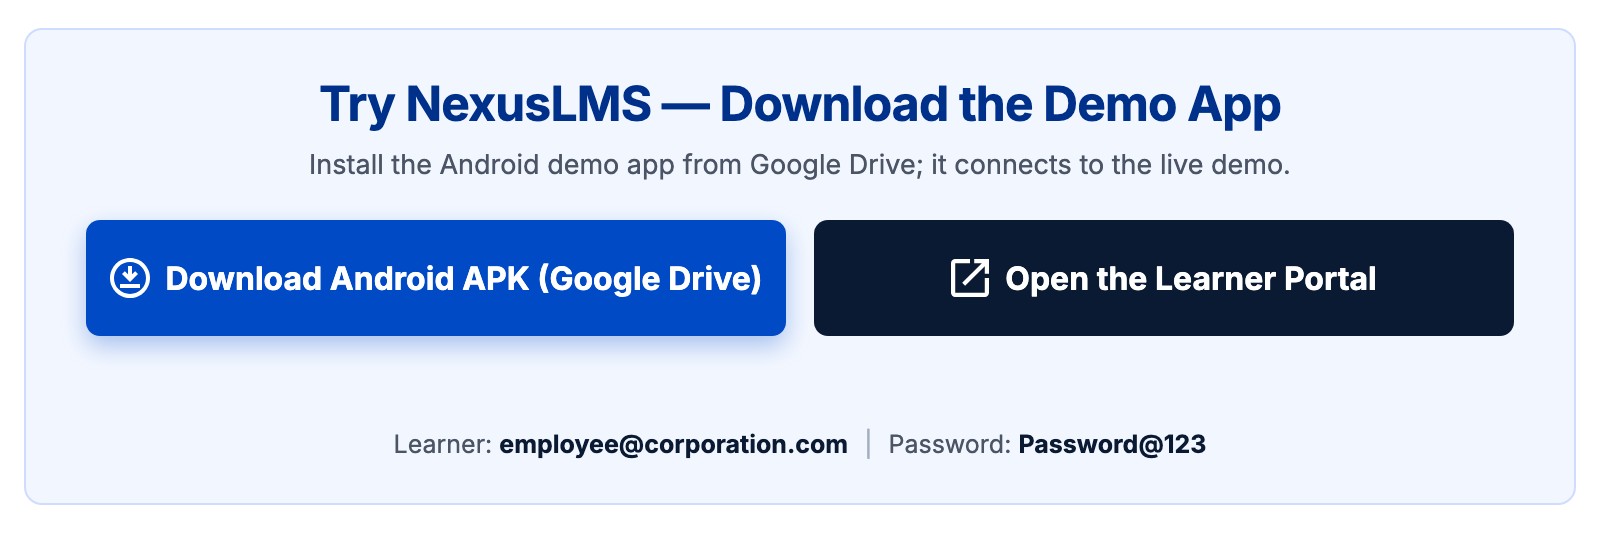 Try NexusLMS — Download the Demo App
Install the Android demo app from Google Drive; it connects to the live demo.
Download Android APK (Google Drive)
Open the Learner Portal
Learner: employee@corporation.com | Password: Password@123